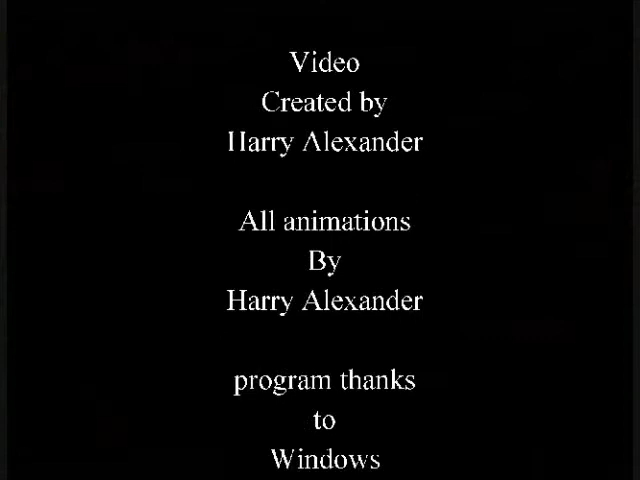 Video
Created by
Harry Alexander
All animations
By
Harry Alexander
program thanks
to
Windows